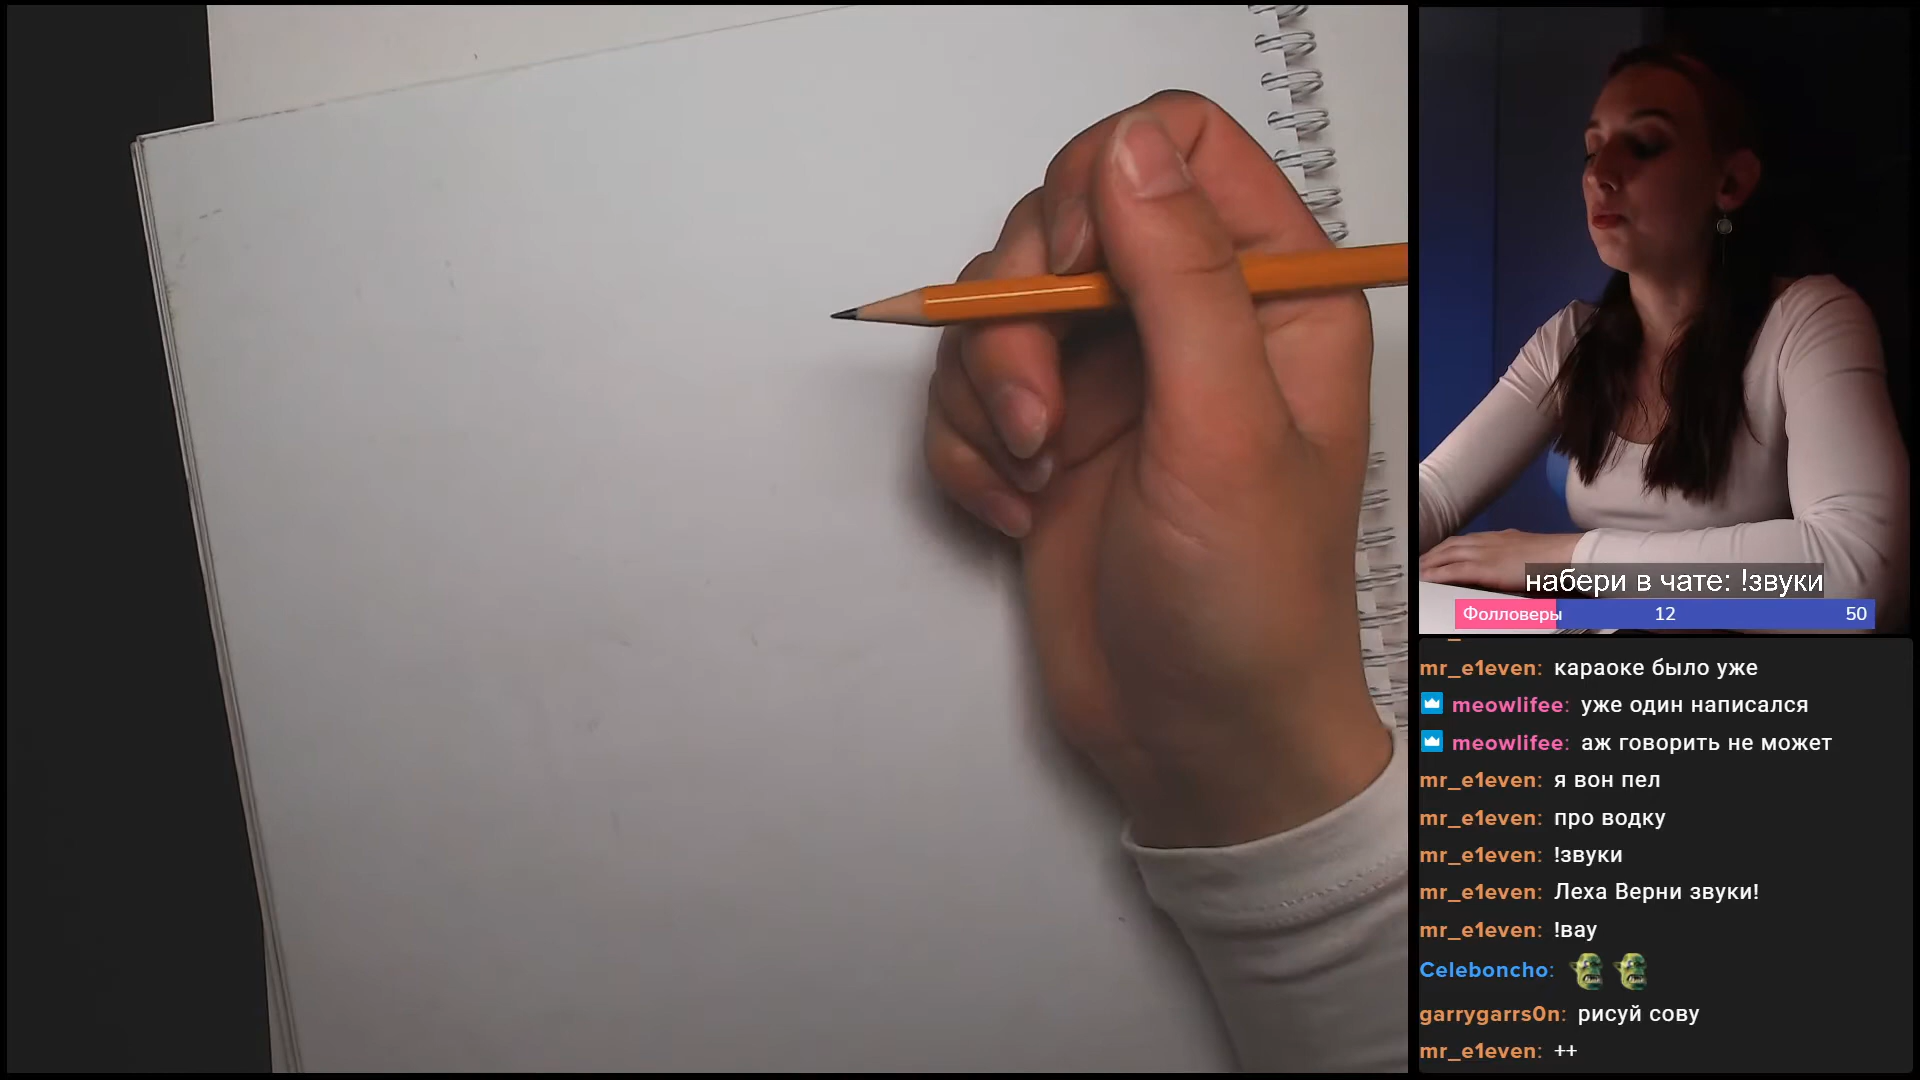 набери в чате: !звуки
Фолловеры 12 50
mr_e1even: караоке было уже
meowlifee: уже один написался
meowlifee: аж говорить не может
mr_e1even: я вон пел
mr_e1even: про водку
mr_e1even: !звуки
mr_e1even: Леха Верни звуки!
mr_e1even: !вау
Celeboncho:
garrygarrs0n: рисуй сову
mr_e1even: ++